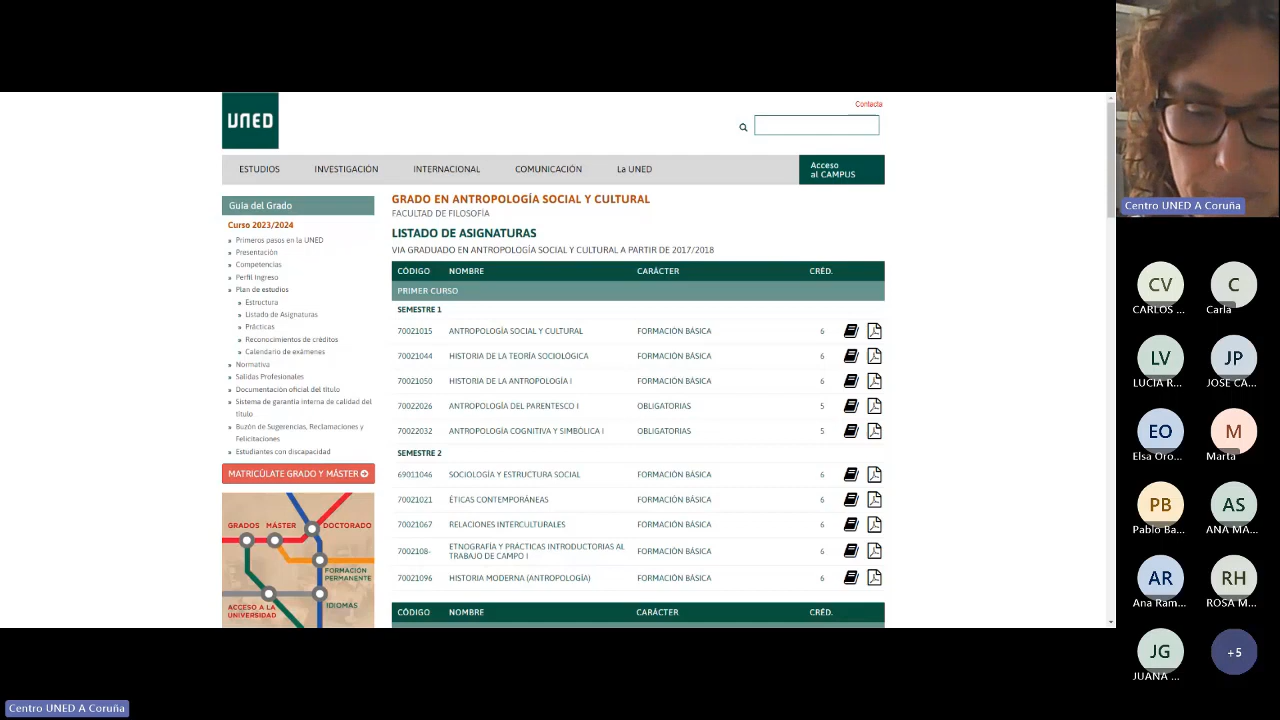 UNED
Contacta
ESTUDIOS INVESTIGACIÓN INTERNACIONAL COMUNICACIÓN La UNED
Acceso
al CAMPUS
Guía del Grado
Curso 2023/2024
» Primeros pasos en la UNED
» Presentación
» Competencias
» Perfil Ingreso
» Plan de estudios
» Estructura
» Listado de Asignaturas
» Prácticas
» Reconocimientos de créditos
» Calendario de exámenes
» Normativa
» Salidas Profesionales
» Documentación oficial del título
» Sistema de garantía interna de calidad del
título
» Buzón de Sugerencias, Reclamaciones y
Felicitaciones
» Estudiantes con discapacidad
MATRICÚLATE GRADO Y MÁSTER
GRADOS MÁSTER DOCTORADO
FORMACIÓN
PERMANENTE
IDIOMAS
ACCESO A LA
UNIVERSIDAD
GRADO EN ANTROPOLOGÍA SOCIAL Y CULTURAL
FACULTAD DE FILOSOFÍA
LISTADO DE ASIGNATURAS
VIA GRADUADO EN ANTROPOLOGÍA SOCIAL Y CULTURAL A PARTIR DE 2017/2018
CÓDIGO NOMBRE CARÁCTER CRÉD.
PRIMER CURSO
SEMESTRE 1
70021015 ANTROPOLOGÍA SOCIAL Y CULTURAL FORMACIÓN BÁSICA 6
70021044 HISTORIA DE LA TEORÍA SOCIOLÓGICA FORMACIÓN BÁSICA 6
70021050 HISTORIA DE LA ANTROPOLOGÍA I FORMACIÓN BÁSICA 6
70022026 ANTROPOLOGÍA DEL PARENTESCO I OBLIGATORIAS 5
70022032 ANTROPOLOGÍA COGNITIVA Y SIMBÓLICA I OBLIGATORIAS 5
SEMESTRE 2
69011046 SOCIOLOGÍA Y ESTRUCTURA SOCIAL FORMACIÓN BÁSICA 6
70021021 ÉTICAS CONTEMPORÁNEAS FORMACIÓN BÁSICA 6
70021067 RELACIONES INTERCULTURALES FORMACIÓN BÁSICA 6
7002108- ETNOGRAFÍA Y PRÁCTICAS INTRODUCTORIAS AL FORMACIÓN BÁSICA 6
TRABAJO DE CAMPO I
70021096 HISTORIA MODERNA (ANTROPOLOGÍA) FORMACIÓN BÁSICA 6
CÓDIGO NOMBRE CARÁCTER CRÉD.
Centro UNED A Coruña
CV C
CARLOS ... Carla
LV JP
LUCIA R... JOSE CA...
EO M
Elsa Oro... Marta
PB AS
Pablo Ba... ANA MA...
AR RH
Ana Ram... ROSA M...
JG +5
JUANA ...
Centro UNED A Coruña